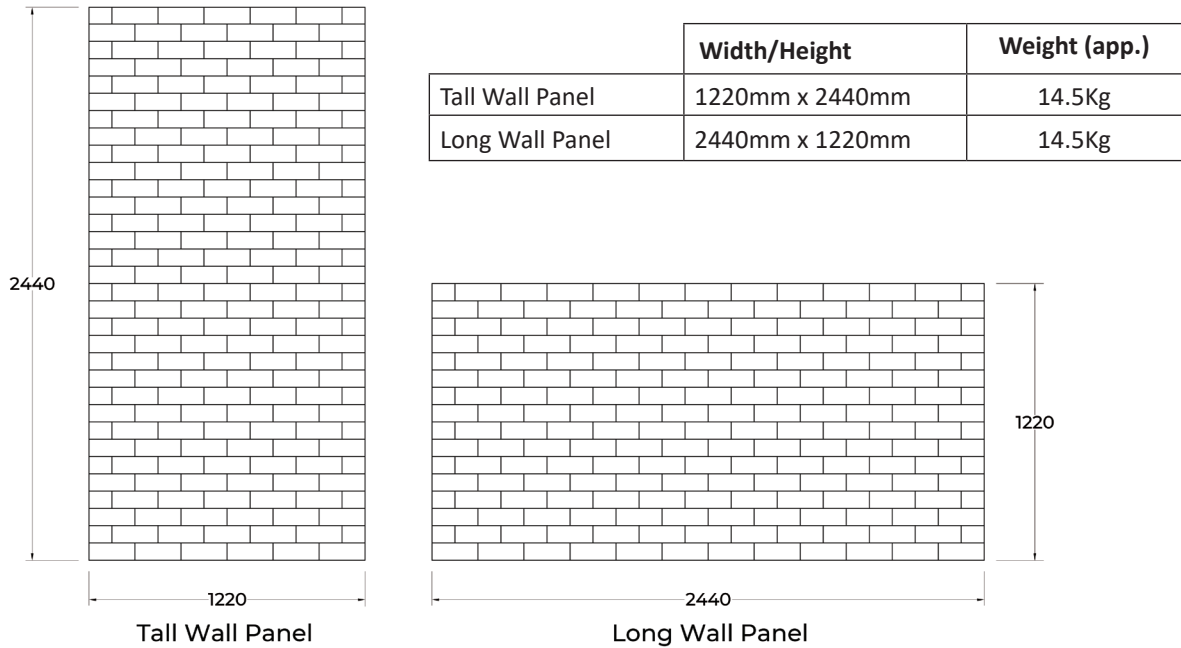 Width/Height Weight (app.)
Tall Wall Panel 1220mm x 2440mm 14.5Kg
Long Wall Panel 2440mm x 1220mm 14.5Kg
2440
1220
1220
2440
Tall Wall Panel
Long Wall Panel